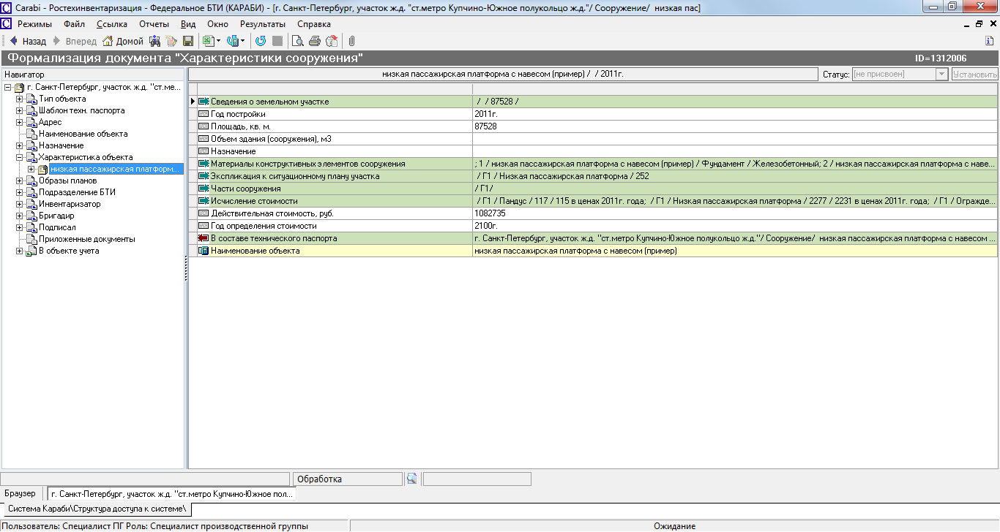 Carabi - Ростехинвентаризация - Федеральное БТИ (КАРАБИ) - [г. Санкт-Петербург, участок ж.д. "ст.метро Купчино-Южное полукольцо ж.д."/ Сооружение/ низкая пас]
Режимы Файл Ссылка Отчеты Вид Окно Результаты Справка
Назад Вперед Домой
Формализация документа "Характеристики сооружения" ID=1312006
Навигатор
низкая пассажирская платформа с навесом (пример) / / 2011г. Статус: [не присвоен] Установить
г. Санкт-Петербург, участок ж.д. "ст.ме...
Тип объекта
Шаблон техн. паспорта
Адрес
Наименование объекта
Назначение
Характеристика объекта
низкая пассажирская платформ...
Образы планов
Подразделение БТИ
Инвентаризатор
Бригадир
Подписал
Приложенные документы
В объекте учета
Сведения о земельном участке / / 87528 /
Год постройки 2011г.
Площадь, кв. м. 87528
Объем здания (сооружения), м3
Назначение
Материалы конструктивных элементов сооружения ; 1 / низкая пассажирская платформа с навесом (пример) / Фундамент / Железобетонный; 2 / низкая пассажирская платформа с наве...
Экспликация к ситуационному плану участка / Г1 / Низкая пассажирская платформа / 252
Части сооружения / Г1/
Исчисление стоимости / Г1 / Пандус / 117 / 115 в ценах 2011г. года; / Г1 / Низкая пассажирская платформа / 2277 / 2231 в ценах 2011г. года; / Г1 / Огражде...
Действительная стоимость, руб. 1082735
Год определения стоимости 2100г.
В составе технического паспорта г. Санкт-Петербург, участок ж.д. "ст.метро Купчино-Южное полукольцо ж.д."/ Сооружение/ низкая пассажирская платформа с навесом ...
Наименование объекта низкая пассажирская платформа с навесом (пример)
Обработка
Браузер г. Санкт-Петербург, участок ж.д. "ст.метро Купчино-Южное пол...
Система Караби\Структура доступа к системе\
Пользователь: Специалист ПГ Роль: Специалист производственной группы Ожидание